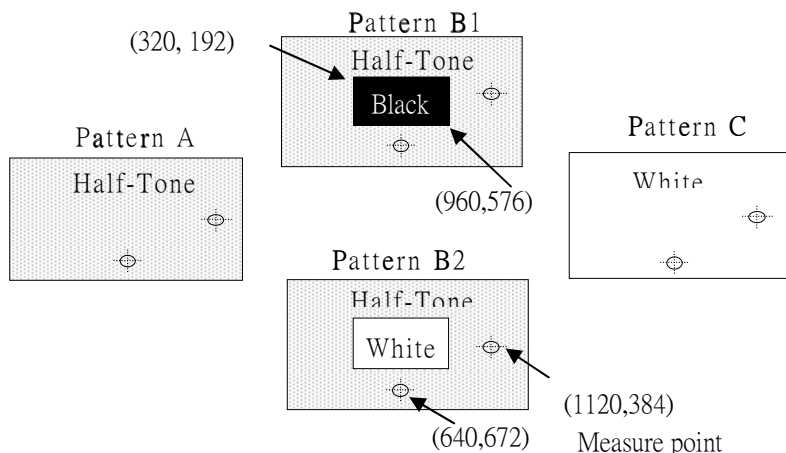 Pattern B1
(320, 192)
Half-Tone
Black
Pattern A
Half-Tone
Pattern C
White
(960,576)
Pattern B2
Half-Tone
White
(1120,384)
(640,672)
Measure point